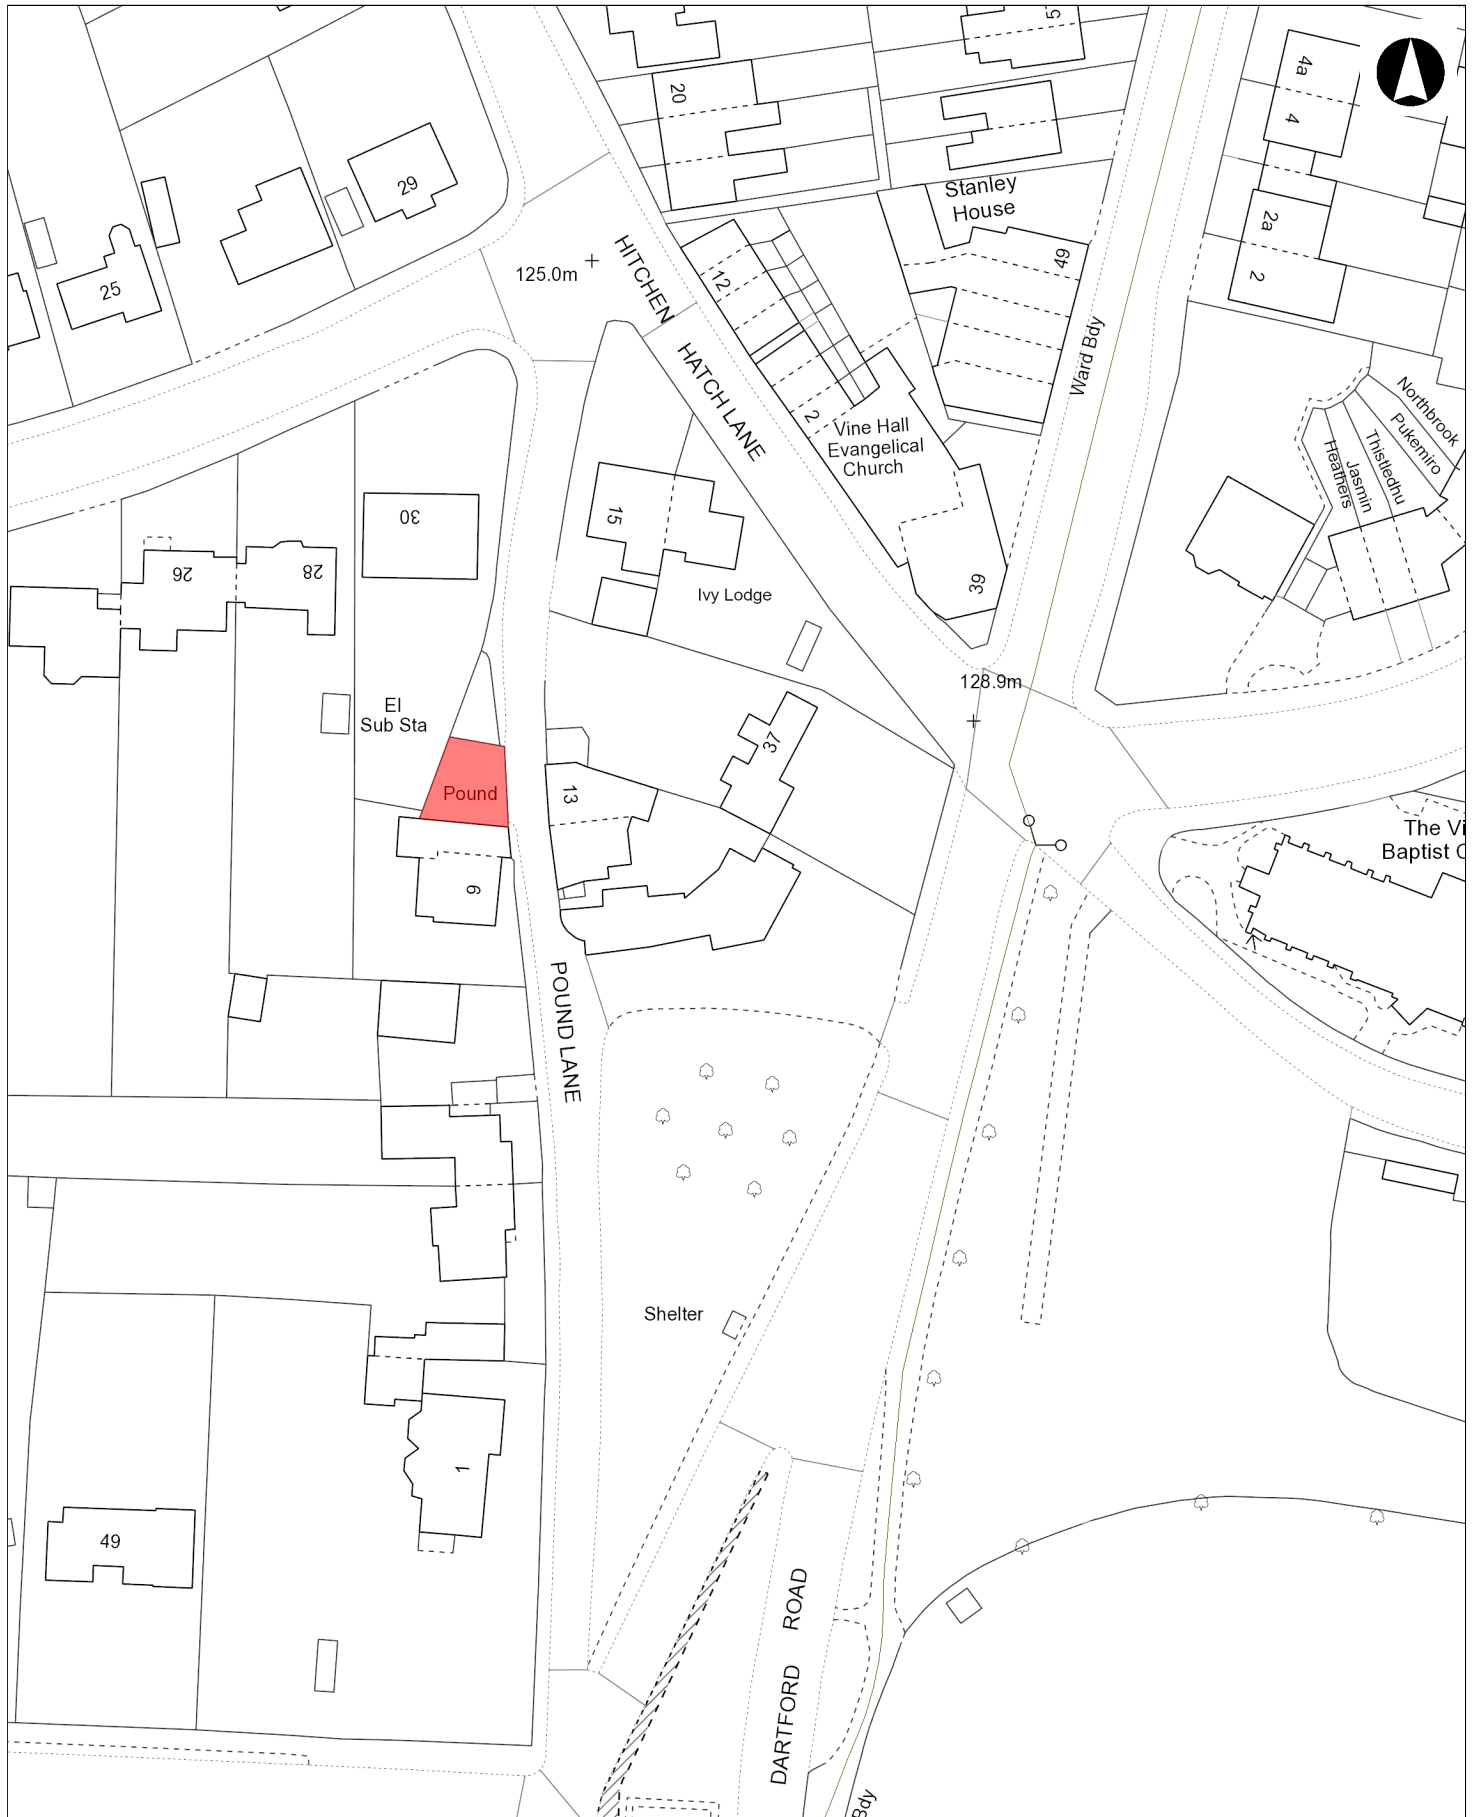 5
20
4a
4
29
Stanley
House
2a
2
49
12
25
125.0m
HITCHEN
HATCH LANE
Ward Bdy
2
Vine Hall
Evangelical
Church
Northbrook
Pukemiro
Thistledhu
Jasmin
Heathers
30
15
26
28
39
Ivy Lodge
128.9m
El
Sub Sta
37
Pound
13
The Vi
Baptist C
9
POUND LANE
Shelter
1
49
DARTFORD ROAD
Bdy